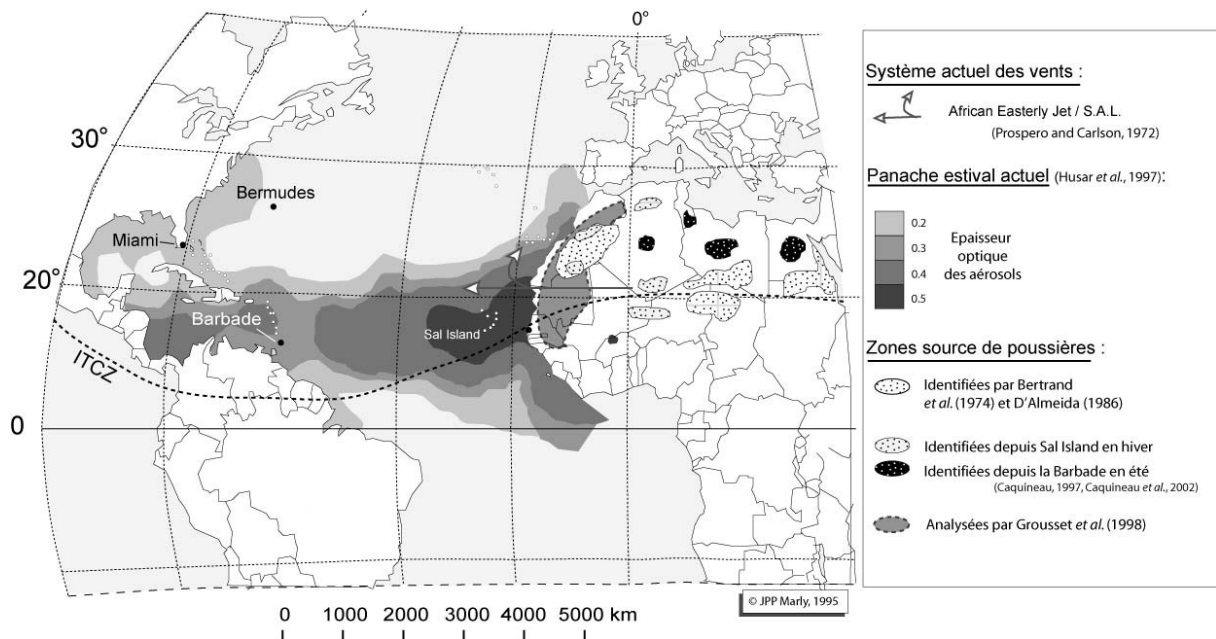 0°
30°
20°
0
Bermudes
Miami
Barbade
Sal Island
ITCZ
© JPP Marly, 1995
0 1000 2000 3000 4000 5000 km
Système actuel des vents :
African Easterly Jet / S.A.L.
(Prospero and Carlson, 1972)
Panache estival actuel (Husar et al., 1997):
0.2
0.3
0.4
0.5
Epaisseur
optique
des aérosols
Zones source de poussières :
Identifiées par Bertrand
et al. (1974) et D'Almeida (1986)
Identifiées depuis Sal Island en hiver
Identifiées depuis la Barbade en été
(Caquineau, 1997, Caquineau et al., 2002)
Analysées par Grousset et al. (1998)